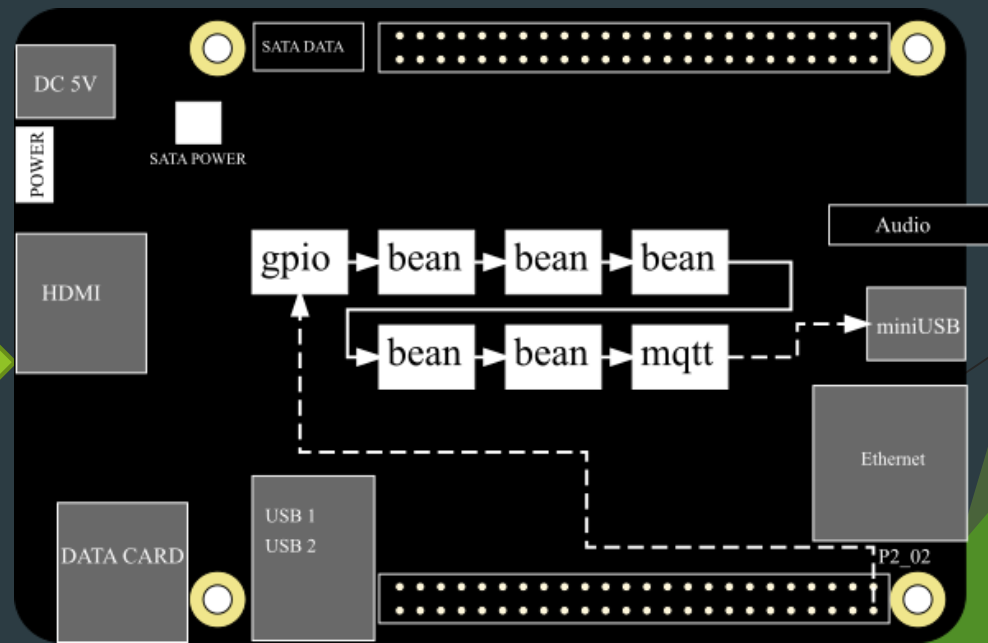 SATA DATA
DC 5V
POWER
SATA POWER
Audio
gpio
bean
bean
bean
HDMI
miniUSB
bean
bean
mqtt
Ethernet
USB 1
USB 2
DATA CARD
P2_02